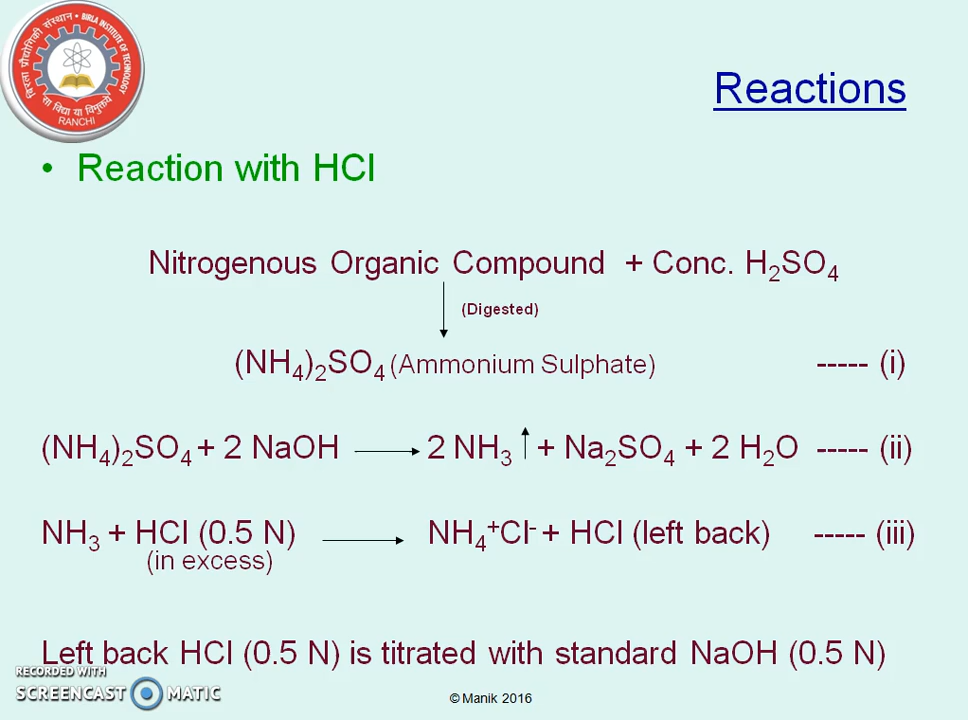 बिरला प्रौद्योगिकी संस्थान • BIRLA INSTITUTE OF TECHNOLOGY
सा विद्या या विमुक्तये
RANCHI
Reactions
• Reaction with HCl
Nitrogenous Organic Compound + Conc. H₂SO₄
(Digested)
(NH₄)₂SO₄ (Ammonium Sulphate) ----- (i)
(NH₄)₂SO₄ + 2 NaOH ⟶ 2 NH₃ ↑ + Na₂SO₄ + 2 H₂O ----- (ii)
NH₃ + HCl (0.5 N) ⟶ NH₄⁺Cl⁻ + HCl (left back) ----- (iii)
(in excess)
Left back HCl (0.5 N) is titrated with standard NaOH (0.5 N)
RECORDED WITH
SCREENCAST MATIC
© Manik 2016